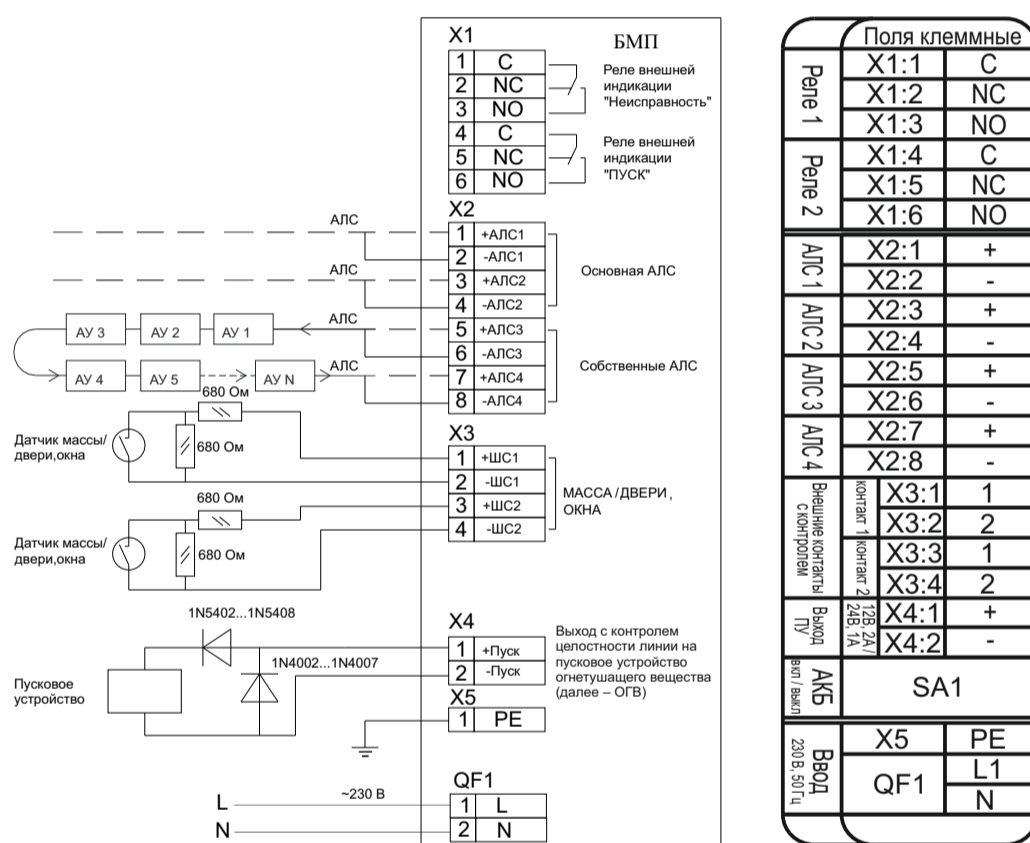 БМП
X1
1 C
2 NC
3 NO
4 C
5 NC
6 NO
Реле внешней
индикации
"Неисправность"
Реле внешней
индикации
"ПУСК"
X2
1 +АЛС1
2 -АЛС1
3 +АЛС2
4 -АЛС2
5 +АЛС3
6 -АЛС3
7 +АЛС4
8 -АЛС4
Основная АЛС
Собственные АЛС
АЛС
АЛС
АЛС
АЛС
АУ 3
АУ 2
АУ 1
АУ 4
АУ 5
АУ N
680 Ом
680 Ом
Датчик массы/
двери,окна
X3
1 +ШС1
2 -ШС1
3 +ШС2
4 -ШС2
МАССА /ДВЕРИ ,
ОКНА
680 Ом
680 Ом
Датчик массы/
двери,окна
1N5402...1N5408
1N4002...1N4007
Пусковое
устройство
X4
1 +Пуск
2 -Пуск
Выход с контролем
целостности линии на
пусковое устройство
огнетушащего вещества
(далее – ОГВ)
X5
1 PE
QF1
1 L
2 N
~230 В
L
N
Поля клеммные
Реле 1
X1:1 C
X1:2 NC
X1:3 NO
Реле 2
X1:4 C
X1:5 NC
X1:6 NO
АЛС 1
X2:1 +
X2:2 -
АЛС 2
X2:3 +
X2:4 -
АЛС 3
X2:5 +
X2:6 -
АЛС 4
X2:7 +
X2:8 -
Внешние контакты
с контролем
контакт 1
X3:1 1
X3:2 2
контакт 2
X3:3 1
X3:4 2
Выход
ПУ
12В, 2А /
24В, 1А
X4:1 +
X4:2 -
АКБ
вкл / выкл
SA1
Ввод
230 В, 50 Гц
X5 PE
QF1 L1
N